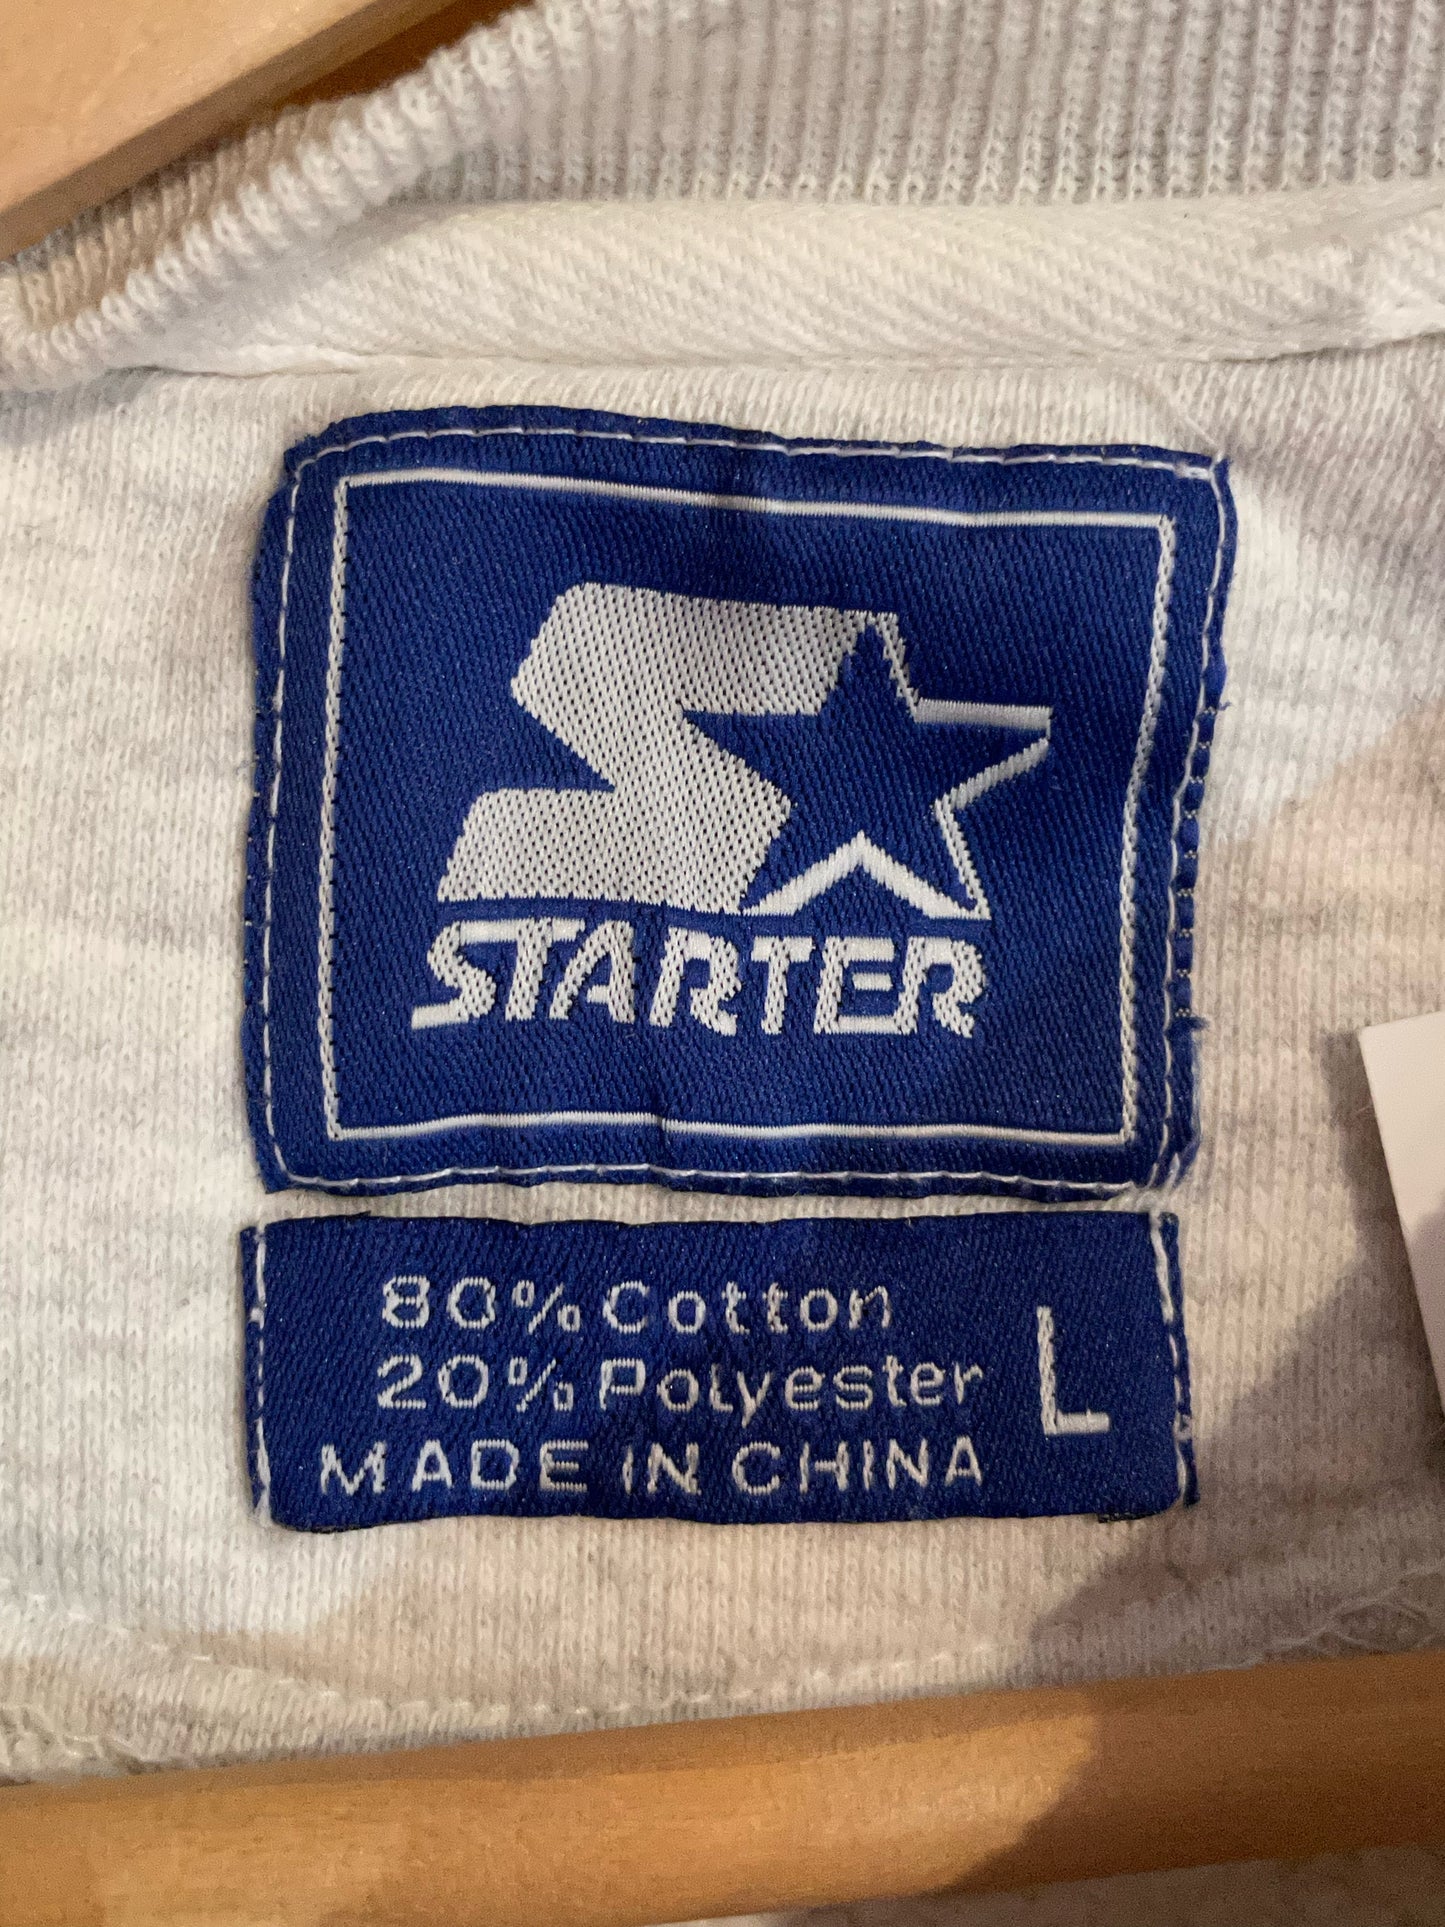 STARTER
80% Cotton
20% Polyester
MADE IN CHINA
L